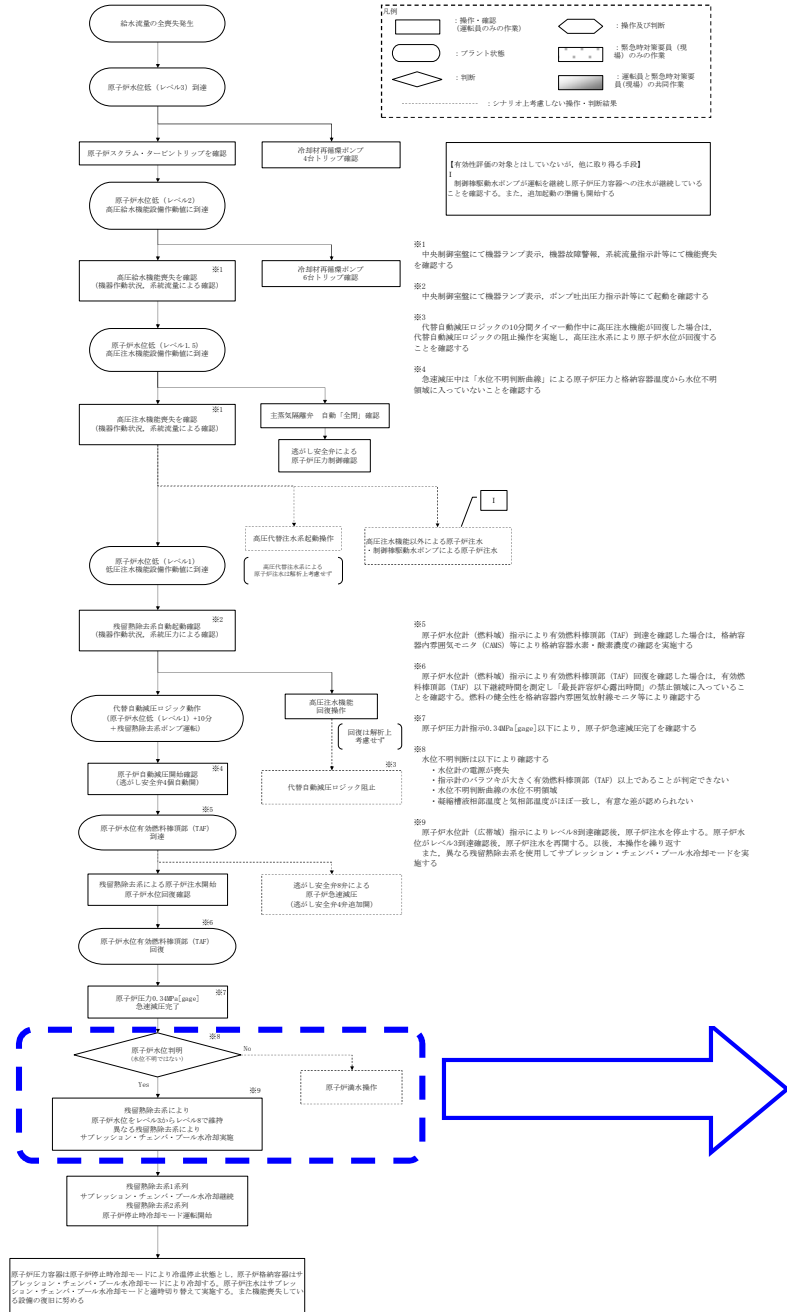 給水流量の全喪失発生
原子炉水位低（レベル3）到達
原子炉スクラム・タービントリップを確認
冷却材再循環ポンプ
4台トリップ確認
原子炉水位低（レベル2）
高圧給水機能設備作動値に到達
※1
高圧給水機能喪失を確認
(機器作動状況，系統流量による確認)
冷却材再循環ポンプ
6台トリップ確認
原子炉水位低（レベル1.5）
高圧注水機能設備作動値に到達
※1
高圧注水機能喪失を確認
(機器作動状況，系統流量による確認)
主蒸気隔離弁　自動「全閉」確認
逃がし安全弁による
原子炉圧力制御確認
I
高圧代替注水系起動操作
高圧代替注水系による
原子炉注水は解析上考慮せず
高圧注水機能以外による原子炉注水
・制御棒駆動水ポンプによる原子炉注水
原子炉水位低（レベル1）
低圧注水機能設備作動値に到達
※2
残留熱除去系自動起動確認
(機器作動状況，系統圧力による確認)
代替自動減圧ロジック動作
(原子炉水位低（レベル1）+10分
＋残留熱除去系ポンプ運転)
高圧注水機能
回復操作
回復は解析上
考慮せず
※4
原子炉自動減圧開始確認
(逃がし安全弁4個自動開)
※3
代替自動減圧ロジック阻止
※5
原子炉水位有効燃料棒頂部（TAF）
到達
残留熱除去系による原子炉注水開始
原子炉水位回復確認
逃がし安全弁8弁による
原子炉急速減圧
(逃がし安全弁4弁追加開)
※6
原子炉水位有効燃料棒頂部（TAF）
回復
※7
原子炉圧力0.34MPa[gage]
急速減圧完了
※8
原子炉水位判明
(水位不明ではない)
No
Yes
原子炉満水操作
※9
残留熱除去系により
原子炉水位をレベル3からレベル8で維持
異なる残留熱除去系により
サプレッション・チェンバ・プール水冷却実施
残留熱除去系1系列
サプレッション・チェンバ・プール水冷却継続
残留熱除去系2系列
原子炉停止時冷却モード運転開始
原子炉圧力容器は原子炉停止時冷却モードにより冷温停止状態とし，原子炉格納容器はサ
プレッション・チェンバ・プール水冷却モードにより冷却する。原子炉注水はサプレッ
ション・チェンバ・プール水冷却モードと適時切り替えて実施する。また機能喪失してい
る設備の復旧に努める
凡例
：操作・確認
(運転員のみの作業)
：操作及び判断
：プラント状態
：緊急時対策要員（現
場）のみの作業
：判断
：運転員と緊急時対策要
員(現場）の共同作業
：シナリオ上考慮しない操作・判断結果
【有効性評価の対象とはしていないが，他に取り得る手段】
I
制御棒駆動水ポンプが運転を継続し原子炉圧力容器への注水が継続している
ことを確認する。また，追加起動の準備も開始する
※1
中央制御室盤にて機器ランプ表示，機器故障警報，系統流量指示計等にて機能喪失
を確認する
※2
中央制御室盤にて機器ランプ表示，ポンプ吐出圧力指示計等にて起動を確認する
※3
代替自動減圧ロジックの10分間タイマー動作中に高圧注水機能が回復した場合は，
代替自動減圧ロジックの阻止操作を実施し，高圧注水系により原子炉水位が回復する
ことを確認する
※4
急速減圧中は「水位不明判断曲線」による原子炉圧力と格納容器温度から水位不明
領域に入っていないことを確認する
※5
原子炉水位計（燃料域）指示により有効燃料棒頂部（TAF）到達を確認した場合は，格納容
器内雰囲気モニタ（CAMS）等により格納容器水素・酸素濃度の確認を実施する
※6
原子炉水位計（燃料域）指示により有効燃料棒頂部（TAF）回復を確認した場合は，有効燃
料棒頂部（TAF）以下継続時間を測定し「最長許容炉心露出時間」の禁止領域に入っていること
を確認する。燃料の健全性を格納容器内雰囲気放射線モニタ等により確認する
※7
原子炉圧力計指示0.34MPa[gage]以下により，原子炉急速減圧完了を確認する
※8
水位不明判断は以下により確認する
・水位計の電源が喪失
・指示計のバラツキが大きく有効燃料棒頂部（TAF）以上であることが判定できない
・水位不明判断曲線の水位不明領域
・凝縮槽液相部温度と気相部温度がほぼ一致し，有意な差が認められない
※9
原子炉水位計（広帯域）指示によりレベル8到達確認後，原子炉注水を停止する。原子炉水
位がレベル3到達確認後，原子炉注水を再開する。以後，本操作を繰り返す
また，異なる残留熱除去系を使用してサプレッション・チェンバ・プール水冷却モードを実
施する